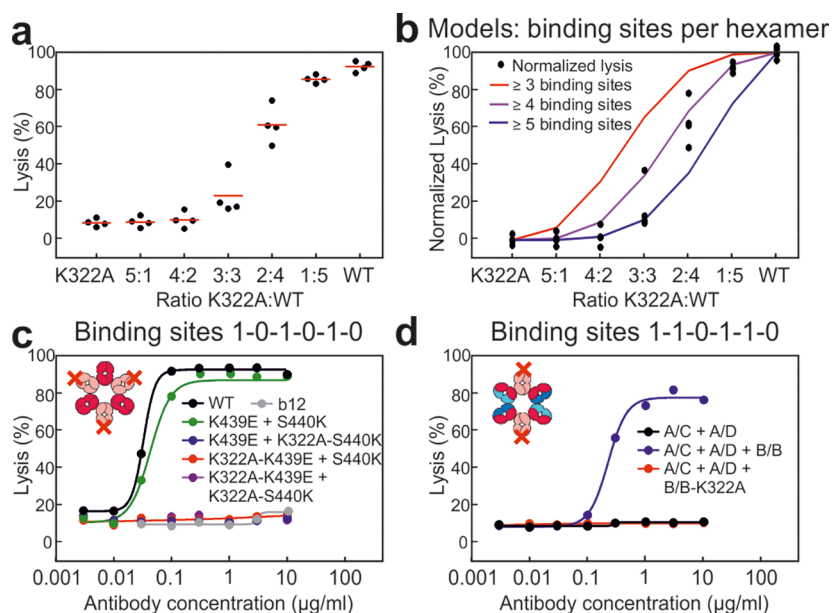 a
Lysis (%)
100
80
60
40
20
0
K322A 5:1 4:2 3:3 2:4 1:5 WT
Ratio K322A:WT
b Models: binding sites per hexamer
Normalized Lysis (%)
100
80
60
40
20
0
Normalized lysis
≥ 3 binding sites
≥ 4 binding sites
≥ 5 binding sites
K322A 5:1 4:2 3:3 2:4 1:5 WT
Ratio K322A:WT
c Binding sites 1-0-1-0-1-0
Lysis (%)
100
80
60
40
20
0
WT b12
K439E + S440K
K439E + K322A-S440K
K322A-K439E + S440K
K322A-K439E +
K322A-S440K
0.001 0.01 0.1 1 10 100
Antibody concentration (µg/ml)
d Binding sites 1-1-0-1-1-0
Lysis (%)
100
80
60
40
20
0
A/C + A/D
A/C + A/D + B/B
A/C + A/D +
B/B-K322A
0.001 0.01 0.1 1 10 100
Antibody concentration (µg/ml)